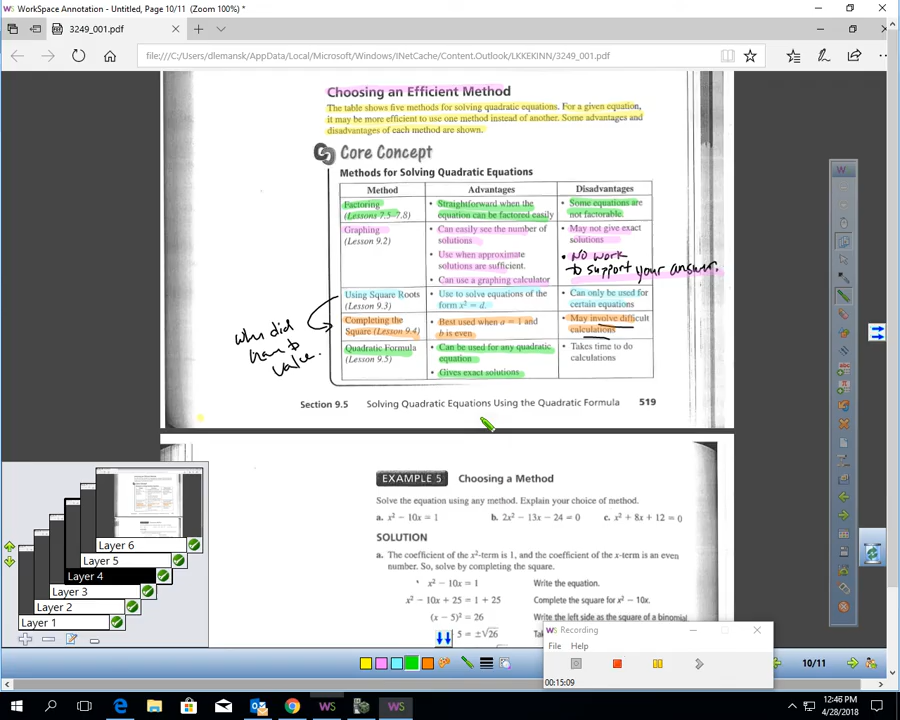 WorkSpace Annotation - WorkSpace, Page 10/11 (Zoom 100%) *
3249_001.pdf
file:///C:/Users/dlemansk/AppData/Local/Microsoft/Windows/INetCache/Content.Outlook/LKKEKINN/3249_001.pdf
Choosing an Efficient Method
The table shows five methods for solving quadratic equations. For a given equation,
it may be more efficient to use one method instead of another. Some advantages and
disadvantages of each method are shown.
Core Concept
Methods for Solving Quadratic Equations
Method Advantages Disadvantages
Factoring
(Lessons 7.5–7.8)
• Straightforward when the
equation can be factored easily
• Some equations are
not factorable.
Graphing
(Lesson 9.2)
• Can easily see the number of
solutions
• Use when approximate
solutions are sufficient.
• Can use a graphing calculator
• May not give exact
solutions
• No work
to support your answer.
Using Square Roots
(Lesson 9.3)
• Use to solve equations of the
form x² = d.
• Can only be used for
certain equations
Completing the
Square (Lesson 9.4)
• Best used when a = 1 and
b is even
• May involve difficult
calculations
Quadratic Formula
(Lesson 9.5)
• Can be used for any quadratic
equation
• Gives exact solutions
• Takes time to do
calculations
value.
Section 9.5 Solving Quadratic Equations Using the Quadratic Formula 519
EXAMPLE 5 Choosing a Method
Solve the equation using any method. Explain your choice of method.
a. x² − 10x = 1 b. 2x² − 13x − 24 = 0 c. x² + 8x + 12 = 0
SOLUTION
a. The coefficient of the x²-term is 1, and the coefficient of the x-term is an even
number. So, solve by completing the square.
x² − 10x = 1 Write the equation.
x² − 10x + 25 = 1 + 25 Complete the square for x² − 10x.
(x − 5)² = 26 Write the left side as the square of a binomial
5 = ±√26
Layer 6
Layer 5
Layer 4
Layer 3
Layer 2
Layer 1
Recording
File Help
00:15:09
10/11
12:46 PM
4/28/2018